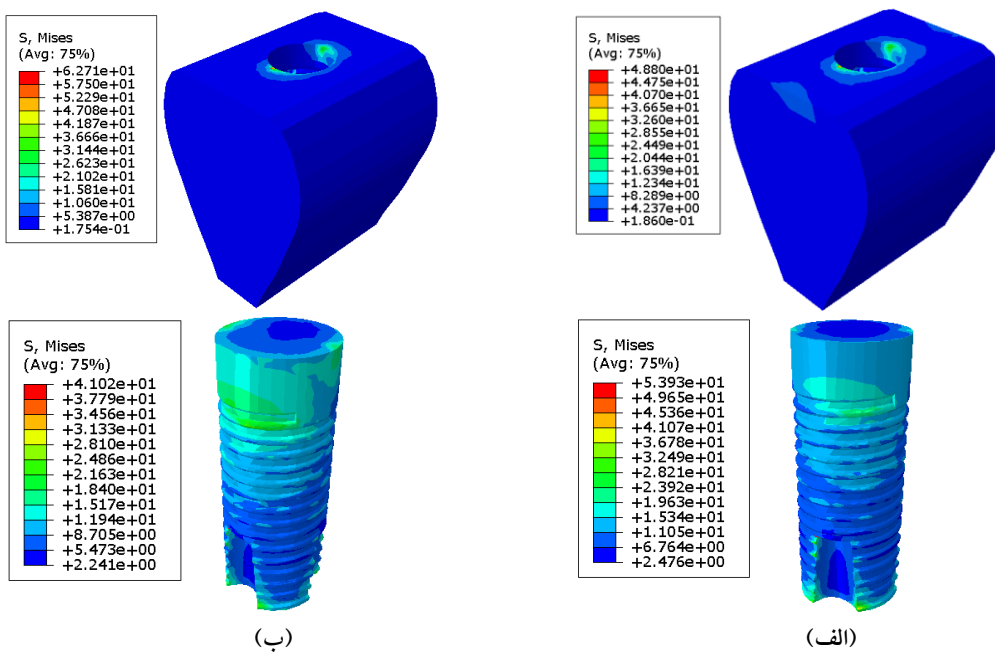 S, Mises
(Avg: 75%)
+6.271e+01
+5.750e+01
+5.229e+01
+4.708e+01
+4.187e+01
+3.666e+01
+3.144e+01
+2.623e+01
+2.102e+01
+1.581e+01
+1.060e+01
+5.387e+00
+1.754e-01
S, Mises
(Avg: 75%)
+4.880e+01
+4.475e+01
+4.070e+01
+3.665e+01
+3.260e+01
+2.855e+01
+2.449e+01
+2.044e+01
+1.639e+01
+1.234e+01
+8.289e+00
+4.237e+00
+1.860e-01
S, Mises
(Avg: 75%)
+4.102e+01
+3.779e+01
+3.456e+01
+3.133e+01
+2.810e+01
+2.486e+01
+2.163e+01
+1.840e+01
+1.517e+01
+1.194e+01
+8.705e+00
+5.473e+00
+2.241e+00
S, Mises
(Avg: 75%)
+5.393e+01
+4.965e+01
+4.536e+01
+4.107e+01
+3.678e+01
+3.249e+01
+2.821e+01
+2.392e+01
+1.963e+01
+1.534e+01
+1.105e+01
+6.764e+00
+2.476e+00
(ب)
(الف)